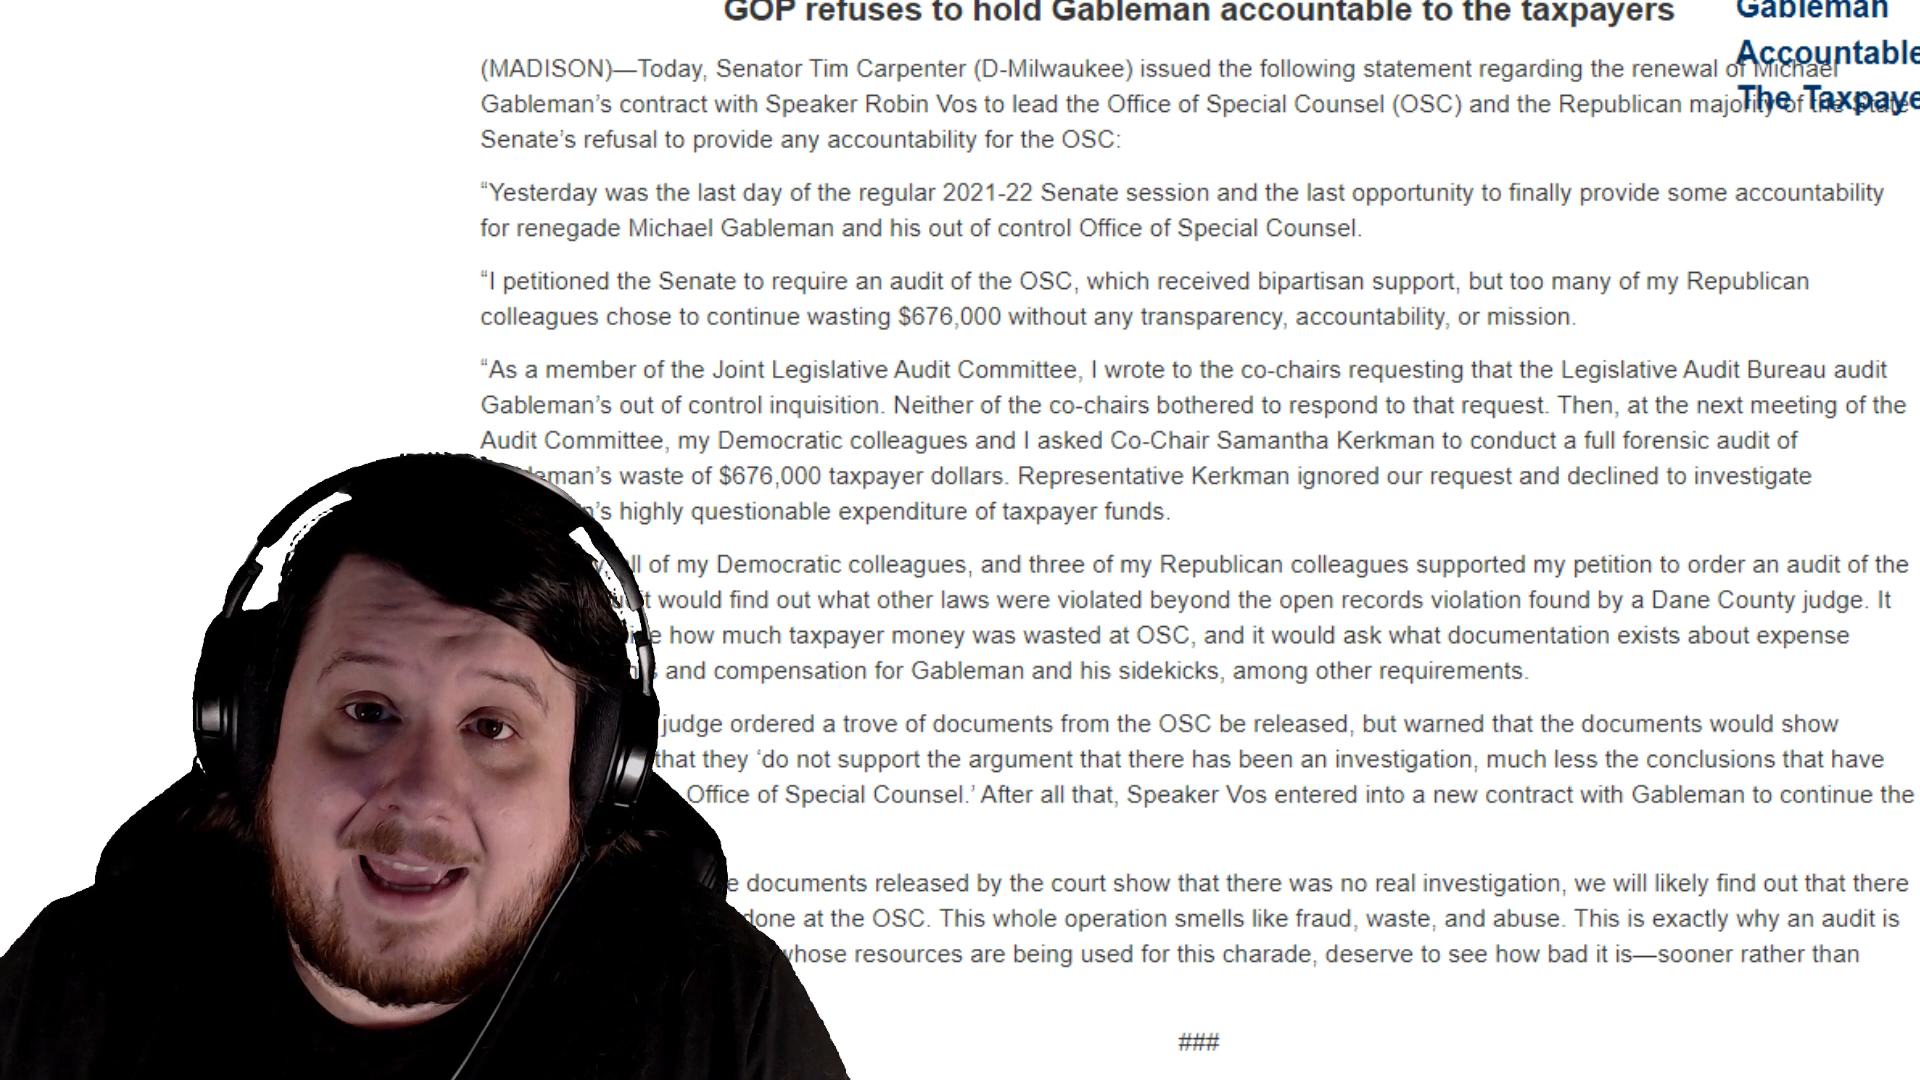 GOP refuses to hold Gableman accountable to the taxpayers
Gableman
Accountable
The Taxpaye
(MADISON)—Today, Senator Tim Carpenter (D-Milwaukee) issued the following statement regarding the renewal of Michael
Gableman’s contract with Speaker Robin Vos to lead the Office of Special Counsel (OSC) and the Republican majority of the State
Senate’s refusal to provide any accountability for the OSC:
“Yesterday was the last day of the regular 2021-22 Senate session and the last opportunity to finally provide some accountability
for renegade Michael Gableman and his out of control Office of Special Counsel.
“I petitioned the Senate to require an audit of the OSC, which received bipartisan support, but too many of my Republican
colleagues chose to continue wasting $676,000 without any transparency, accountability, or mission.
“As a member of the Joint Legislative Audit Committee, I wrote to the co-chairs requesting that the Legislative Audit Bureau audit
Gableman’s out of control inquisition. Neither of the co-chairs bothered to respond to that request. Then, at the next meeting of the
Audit Committee, my Democratic colleagues and I asked Co-Chair Samantha Kerkman to conduct a full forensic audit of
eman’s waste of $676,000 taxpayer dollars. Representative Kerkman ignored our request and declined to investigate
n’s highly questionable expenditure of taxpayer funds.
ll of my Democratic colleagues, and three of my Republican colleagues supported my petition to order an audit of the
would find out what other laws were violated beyond the open records violation found by a Dane County judge. It
how much taxpayer money was wasted at OSC, and it would ask what documentation exists about expense
and compensation for Gableman and his sidekicks, among other requirements.
judge ordered a trove of documents from the OSC be released, but warned that the documents would show
that they ‘do not support the argument that there has been an investigation, much less the conclusions that have
Office of Special Counsel.’ After all that, Speaker Vos entered into a new contract with Gableman to continue the
e documents released by the court show that there was no real investigation, we will likely find out that there
done at the OSC. This whole operation smells like fraud, waste, and abuse. This is exactly why an audit is
whose resources are being used for this charade, deserve to see how bad it is—sooner rather than
###